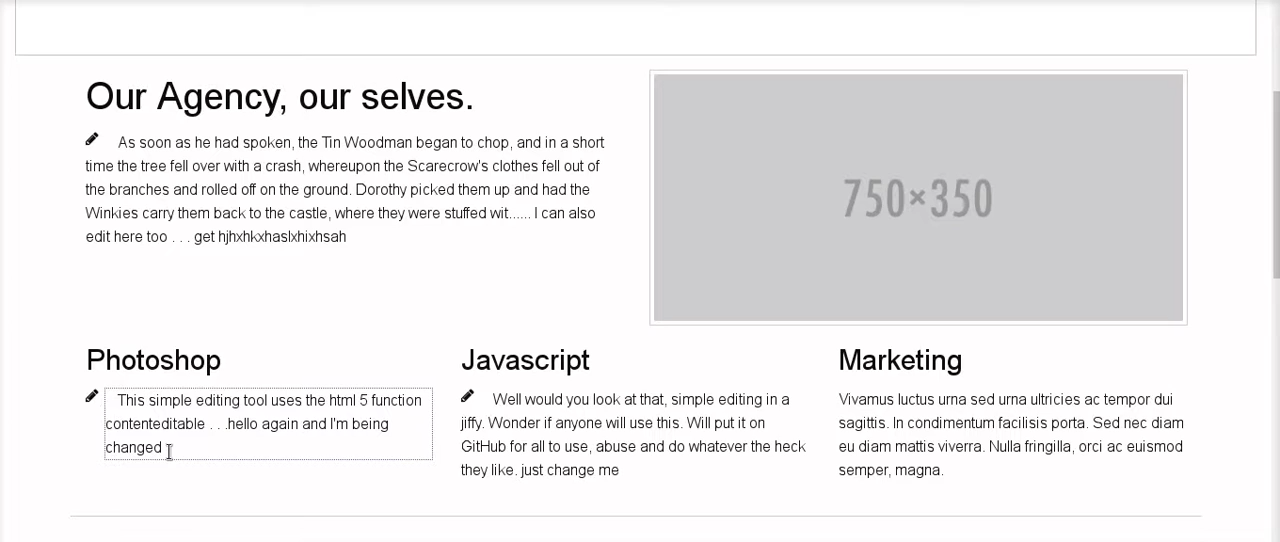 Our Agency, our selves.
As soon as he had spoken, the Tin Woodman began to chop, and in a short
time the tree fell over with a crash, whereupon the Scarecrow's clothes fell out of
the branches and rolled off on the ground. Dorothy picked them up and had the
Winkies carry them back to the castle, where they were stuffed wit...... I can also
edit here too . . . get hjhxhkxhaslxhixhsah
750×350
Photoshop
This simple editing tool uses the html 5 function
contenteditable . . .hello again and I'm being
changed
Javascript
Well would you look at that, simple editing in a
jiffy. Wonder if anyone will use this. Will put it on
GitHub for all to use, abuse and do whatever the heck
they like. just change me
Marketing
Vivamus luctus urna sed urna ultricies ac tempor dui
sagittis. In condimentum facilisis porta. Sed nec diam
eu diam mattis viverra. Nulla fringilla, orci ac euismod
semper, magna.